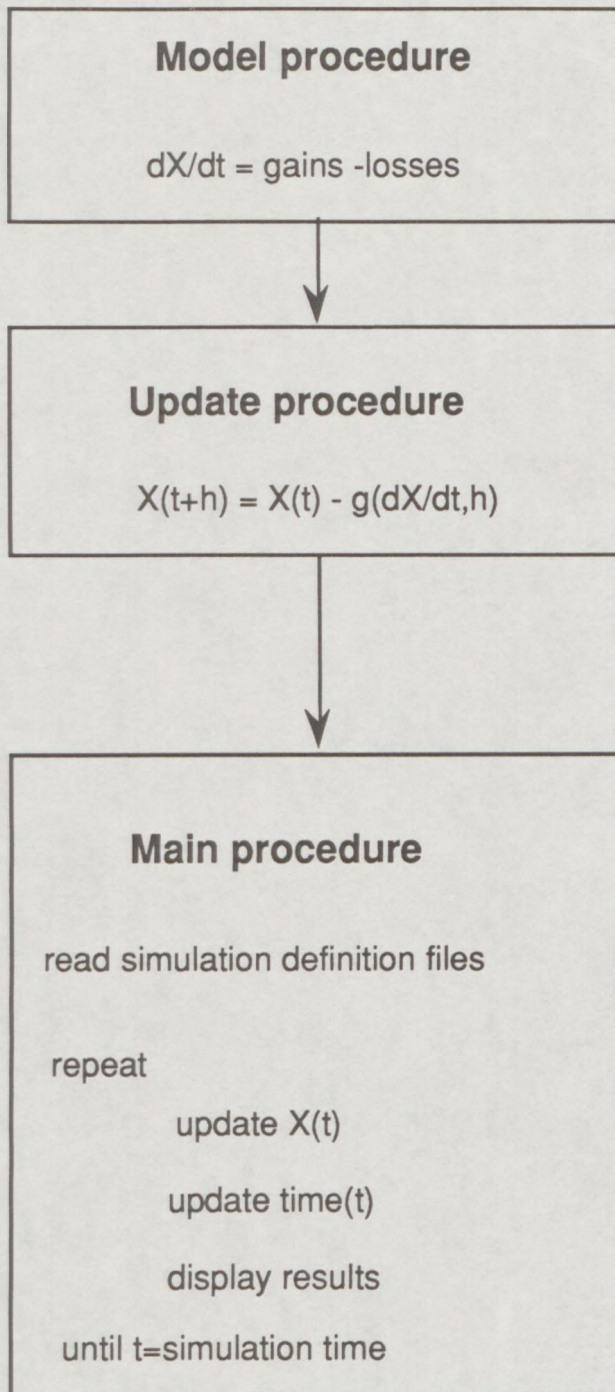 Model procedure
dX/dt = gains -losses
Update procedure
X(t+h) = X(t) - g(dX/dt,h)
Main procedure
read simulation definition files
repeat
update X(t)
update time(t)
display results
until t=simulation time